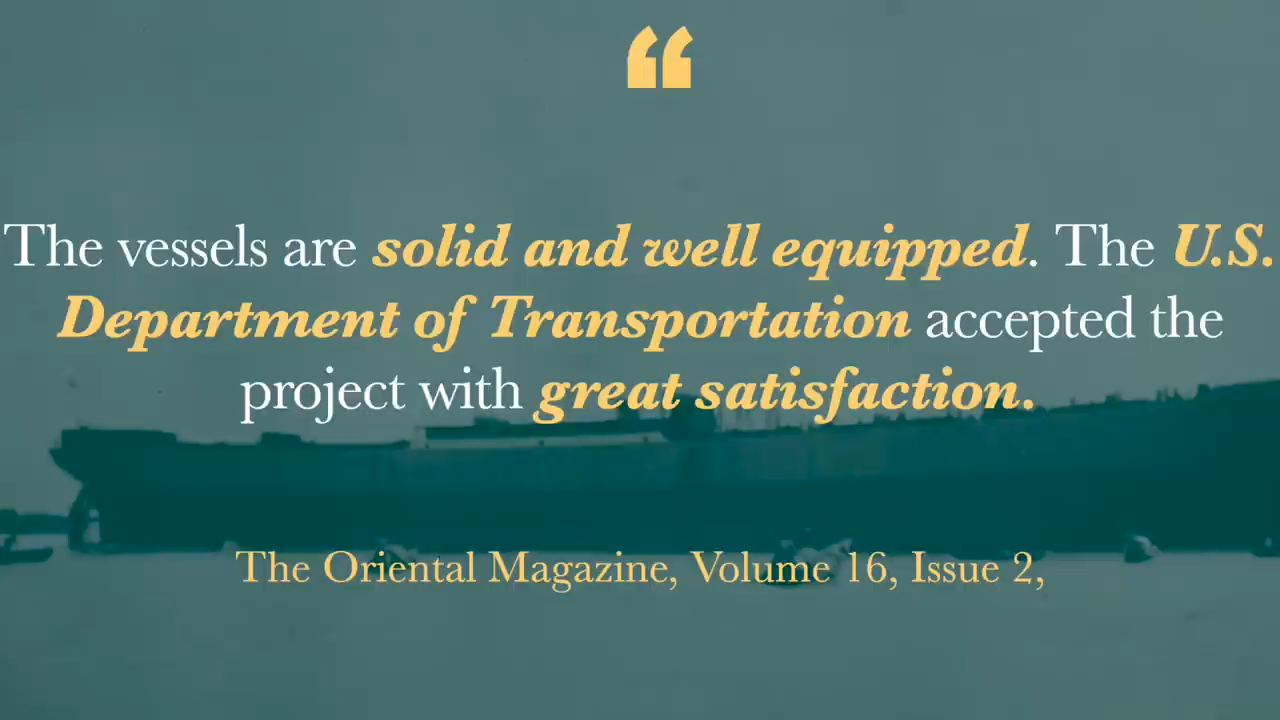 “
The vessels are solid and well equipped. The U.S.
Department of Transportation accepted the
project with great satisfaction.
The Oriental Magazine, Volume 16, Issue 2,